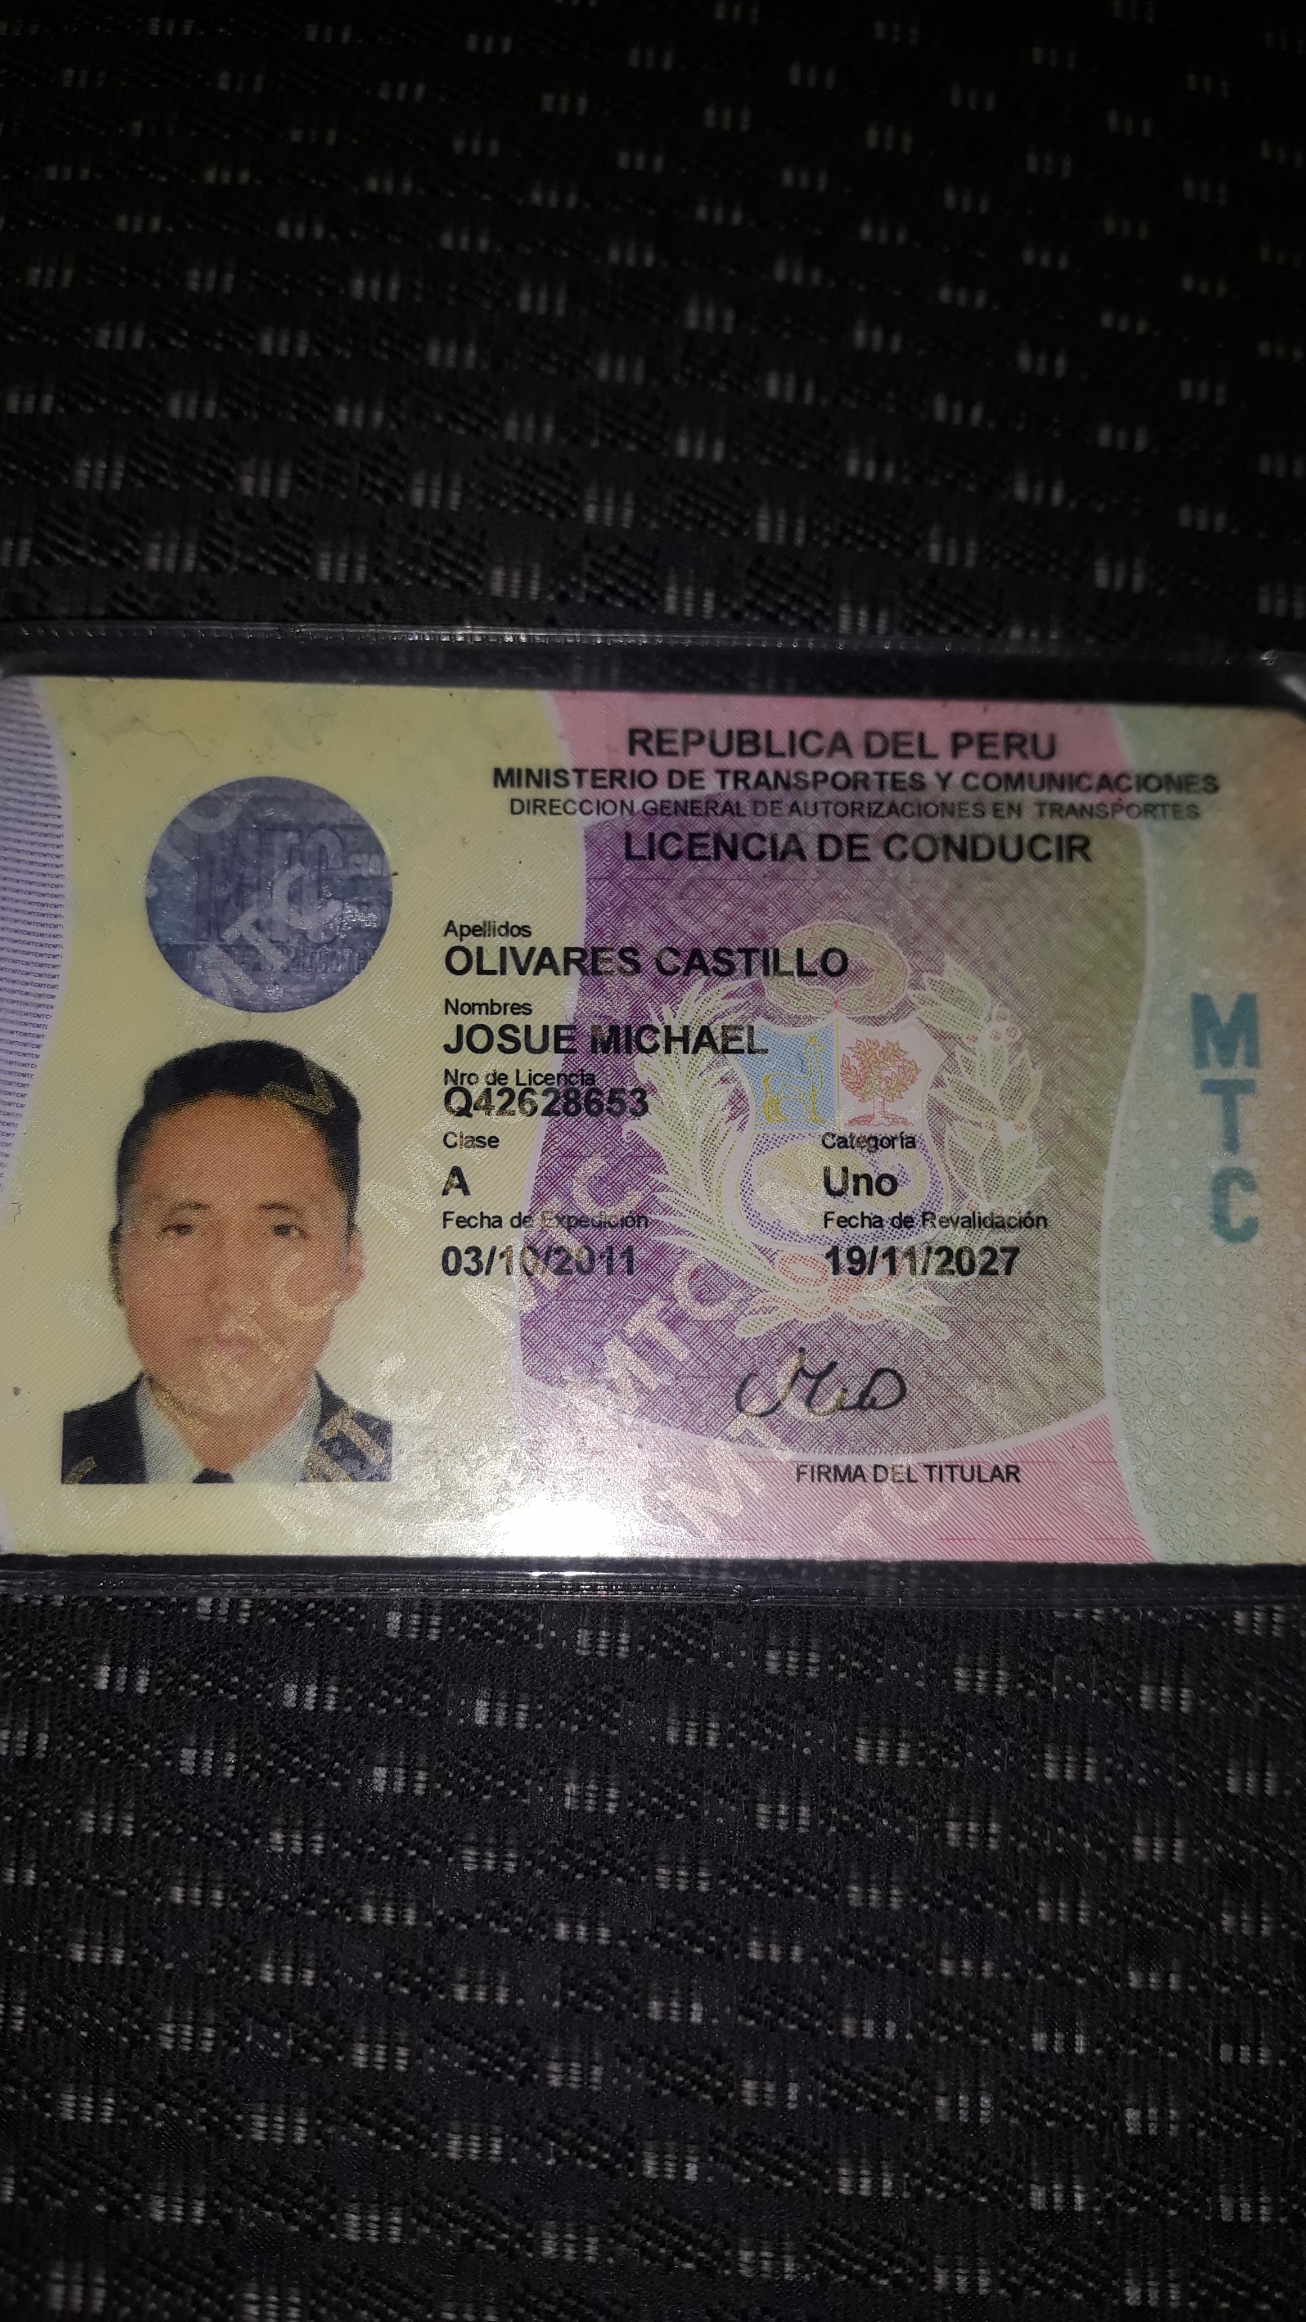 REPUBLICA DEL PERU
MINISTERIO DE TRANSPORTES Y COMUNICACIONES
DIRECCION GENERAL DE AUTORIZACIONES EN TRANSPORTES
LICENCIA DE CONDUCIR
MTC
Apellidos
OLIVARES CASTILLO
Nombres
JOSUE MICHAEL
Nro de Licencia
Q42628653
Clase Categoría
A Uno
Fecha de Expedición Fecha de Revalidación
03/10/2011 19/11/2027
FIRMA DEL TITULAR
MTC